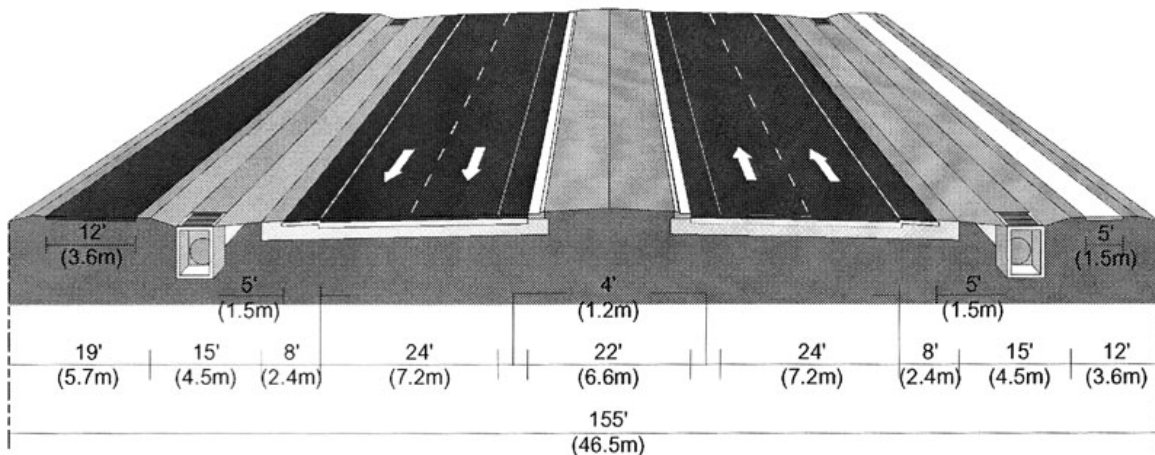 12'
(3.6m)
5'
(1.5m)
5'
(1.5m)
4'
(1.2m)
5'
(1.5m)
19' 15' 8' 24' 22' 24' 8' 15' 12'
(5.7m) (4.5m) (2.4m) (7.2m) (6.6m) (7.2m) (2.4m) (4.5m) (3.6m)
155'
(46.5m)